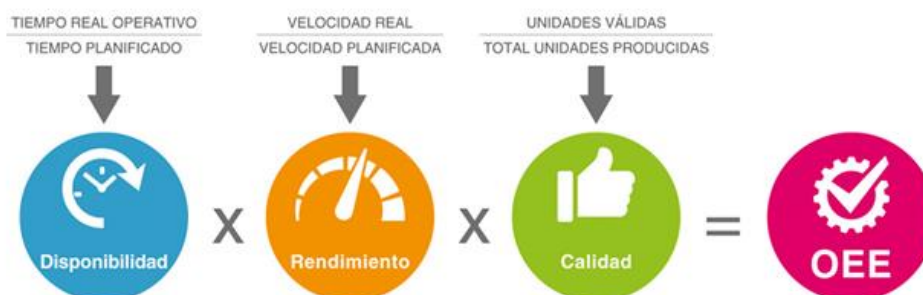 TIEMPO REAL OPERATIVO
TIEMPO PLANIFICADO
VELOCIDAD REAL
VELOCIDAD PLANIFICADA
UNIDADES VÁLIDAS
TOTAL UNIDADES PRODUCIDAS
Disponibilidad
X
Rendimiento
X
Calidad
=
OEE